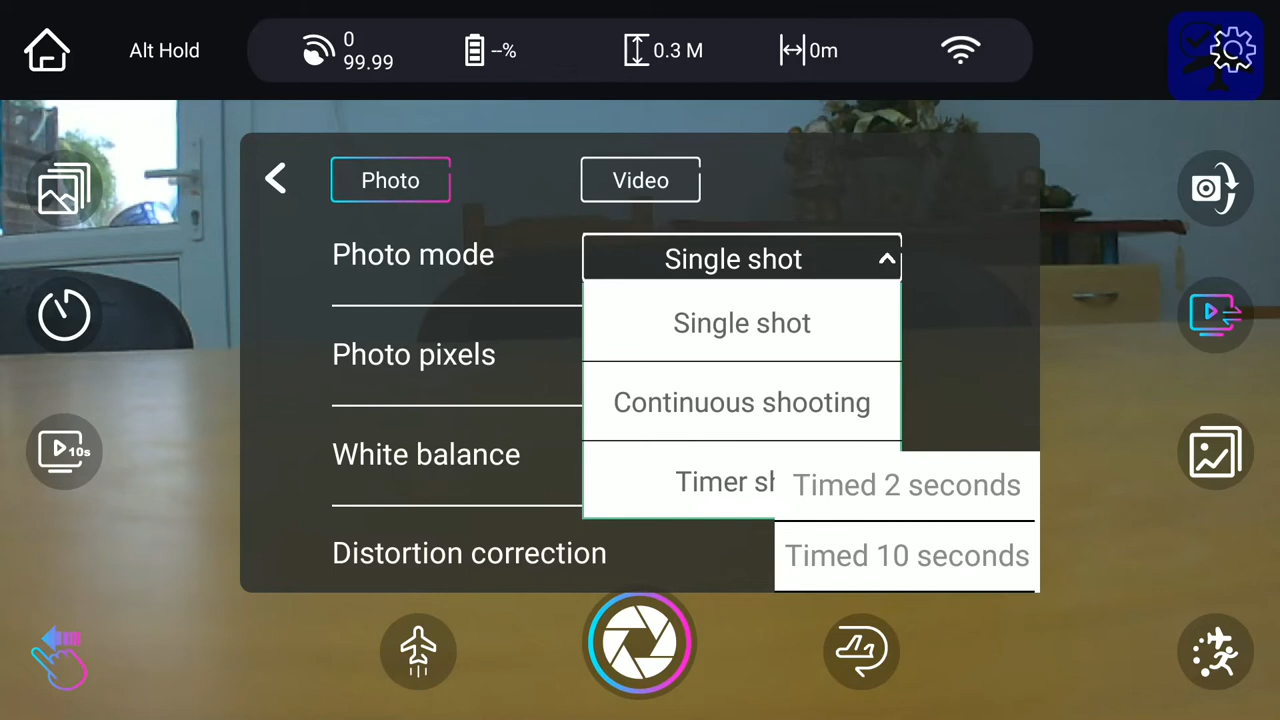 Alt Hold
0
99.99
--%
0.3 M
0m
Photo
Video
Photo mode
Single shot
Single shot
Continuous shooting
Photo pixels
White balance
Timer sh
Timed 2 seconds
Distortion correction
Timed 10 seconds
10s